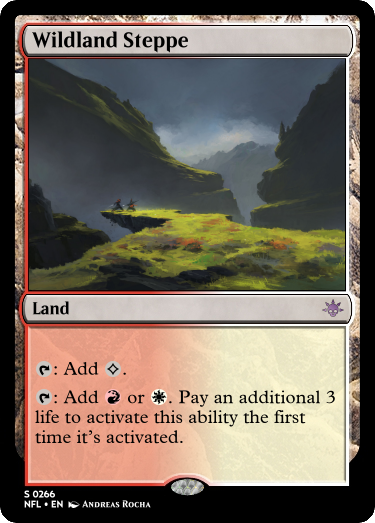 Wildland Steppe
Land
: Add .
: Add or . Pay an additional 3
life to activate this ability the first
time it's activated.
S 0266
NFL • EN Andreas Rocha